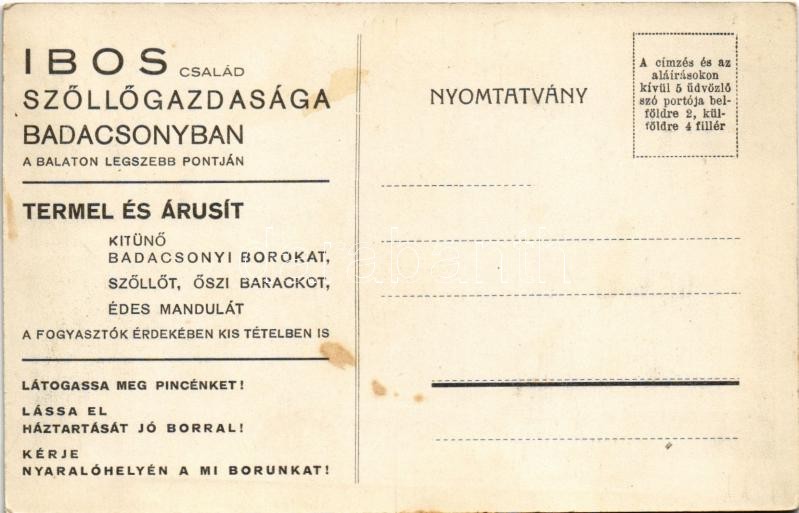 IBOS CSALÁD
SZŐLLŐGAZDASÁGA
BADACSONYBAN
A BALATON LEGSZEBB PONTJÁN
TERMEL ÉS ÁRUSÍT
KITÜNŐ
BADACSONYI BOROKAT,
SZŐLLŐT, ŐSZI BARACKOT,
ÉDES MANDULÁT
A FOGYASZTÓK ÉRDEKÉBEN KIS TÉTELBEN IS
LÁTOGASSA MEG PINCÉNKET!
LÁSSA EL
HÁZTARTÁSÁT JÓ BORRAL!
KÉRJE
NYARALÓHELYÉN A MI BORUNKAT!
NYOMTATVÁNY
A címzés és az
aláírásokon
kívül 5 üdvözlő
szó portója bel-
földre 2, kül-
földre 4 fillér